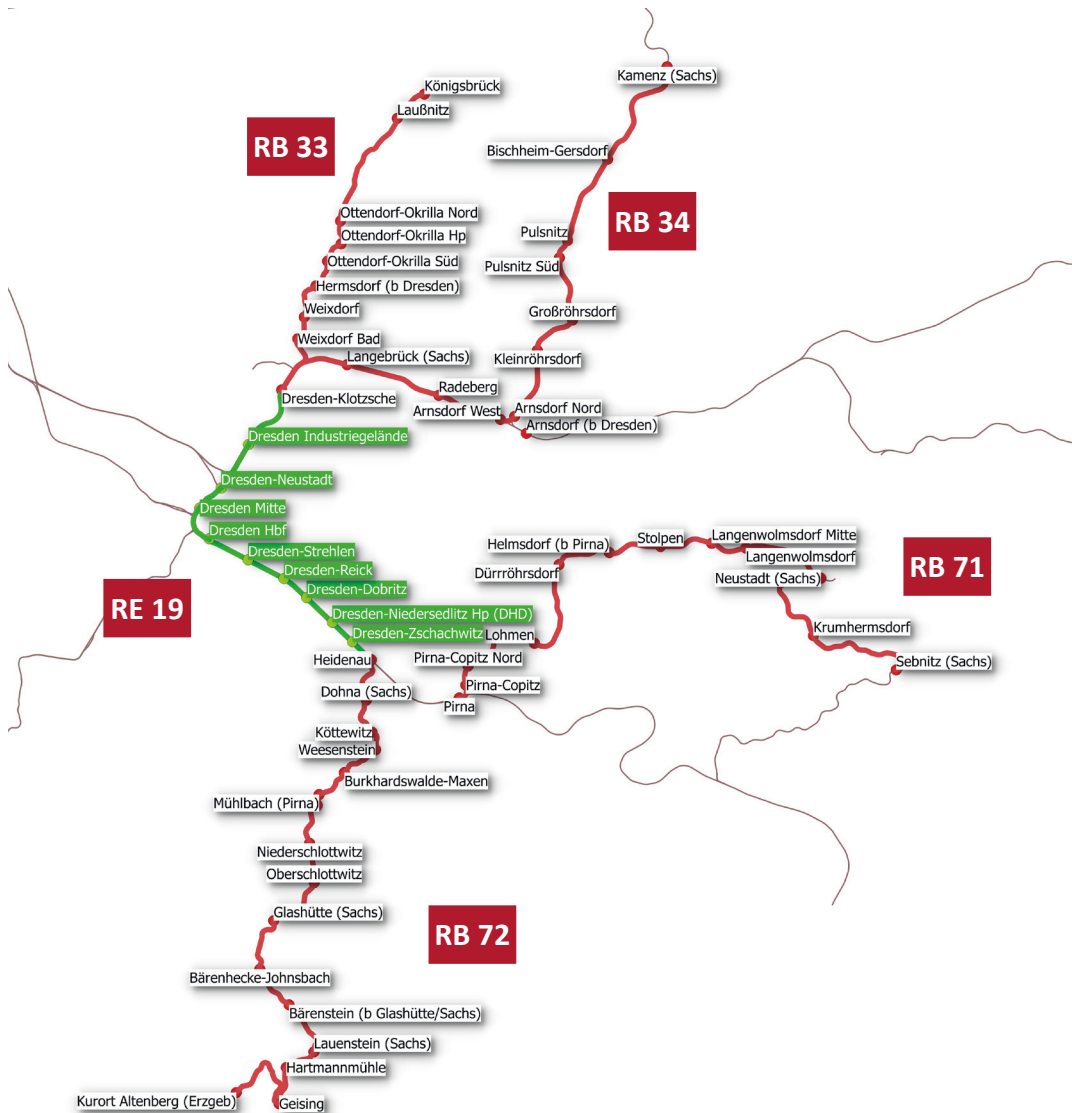 Königsbrück
Laußnitz
RB 33
Ottendorf-Okrilla Nord
Ottendorf-Okrilla Hp
Ottendorf-Okrilla Süd
Hermsdorf (b Dresden)
Weixdorf
Weixdorf Bad
Langebrück (Sachs)
Radeberg
Dresden-Klotzsche
Arnsdorf West
Arnsdorf Nord
Arnsdorf (b Dresden)
Kamenz (Sachs)
Bischheim-Gersdorf
RB 34
Pulsnitz
Pulsnitz Süd
Großröhrsdorf
Kleinröhrsdorf
Dresden Industriegelände
Dresden-Neustadt
Dresden Mitte
Dresden Hbf
Dresden-Strehlen
Dresden-Reick
Dresden-Dobritz
RE 19
Dresden-Niedersedlitz Hp (DHD)
Dresden-Zschachwitz
Helmsdorf (b Pirna)
Stolpen
Langenwolmsdorf Mitte
Langenwolmsdorf
Dürrröhrsdorf
Neustadt (Sachs)
RB 71
Krumhermsdorf
Sebnitz (Sachs)
Lohmen
Pirna-Copitz Nord
Pirna-Copitz
Pirna
Heidenau
Dohna (Sachs)
Köttewitz
Weesenstein
Burkhardswalde-Maxen
Mühlbach (Pirna)
Niederschlottwitz
Oberschlottwitz
Glashütte (Sachs)
RB 72
Bärenhecke-Johnsbach
Bärenstein (b Glashütte/Sachs)
Lauenstein (Sachs)
Hartmannmühle
Kurort Altenberg (Erzgeb)
Geising